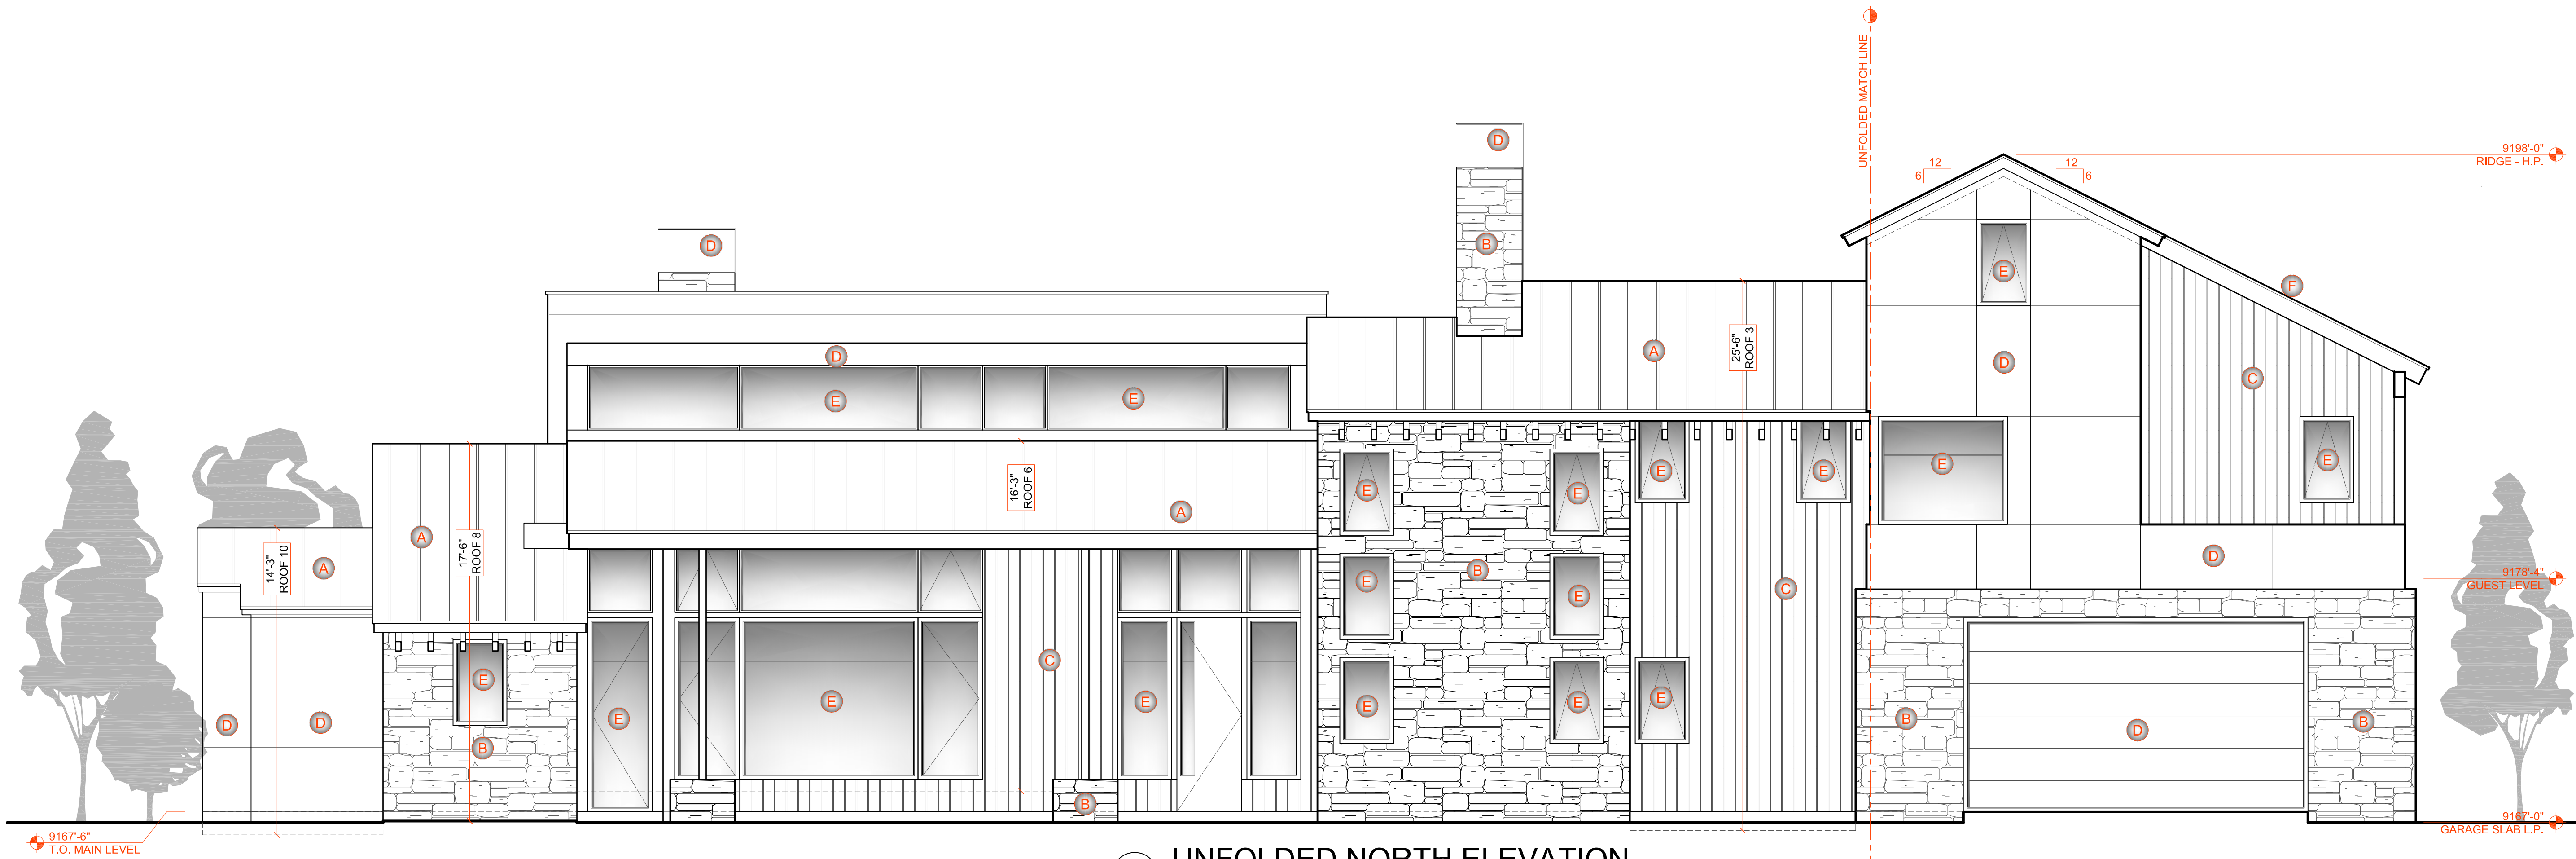 UNFOLDED MATCH LINE
D
9198'-0"
RIDGE - H.P.
12
6
12
6
D
B
E
F
D
E
E
A
25'-6"
ROOF 3
D
C
A
17'-6"
ROOF 8
16'-3"
ROOF 6
A
E
E
E
E
E
E
14'-3"
ROOF 10
A
B
E
E
C
D
9178'-4"
GUEST LEVEL
E
B
D
D
E
E
C
E
E
E
E
B
D
B
B
9167'-6"
T.O. MAIN LEVEL
9167'-0"
GARAGE SLAB L.P.
UNFOLDED NORTH ELEVATION